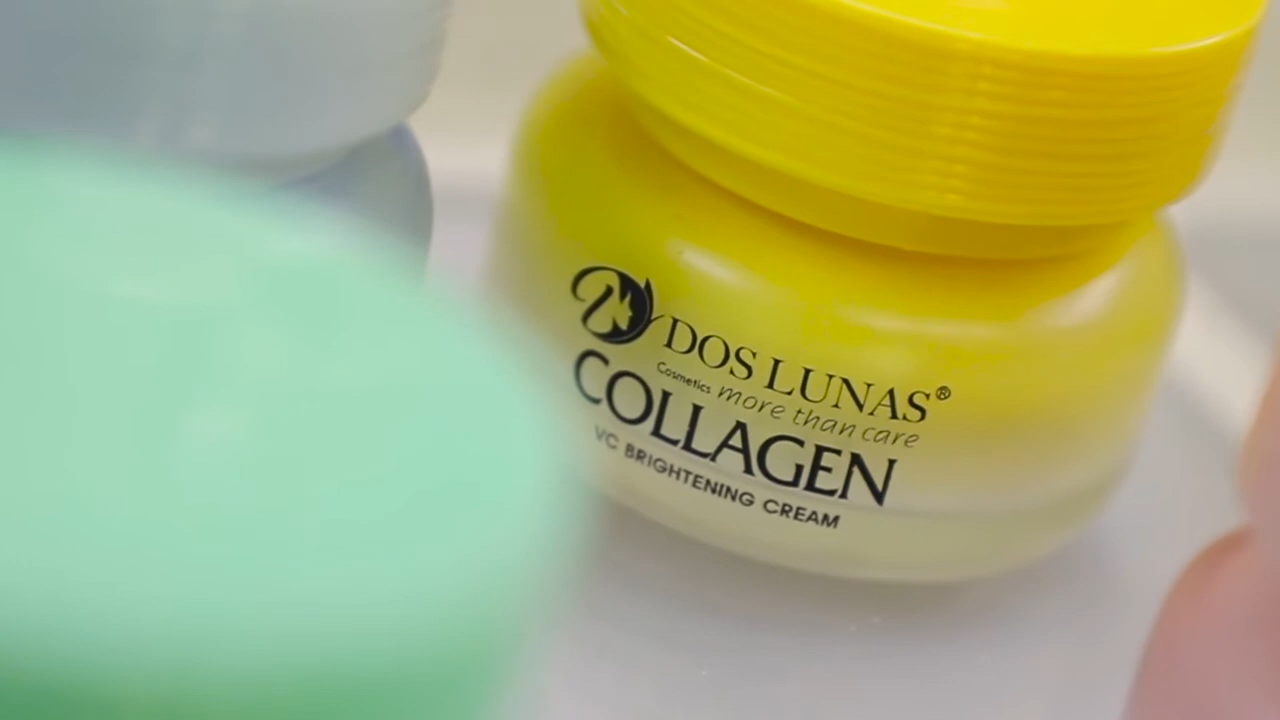 DOS LUNAS®
Cosmetics more than care
COLLAGEN
VC BRIGHTENING CREAM